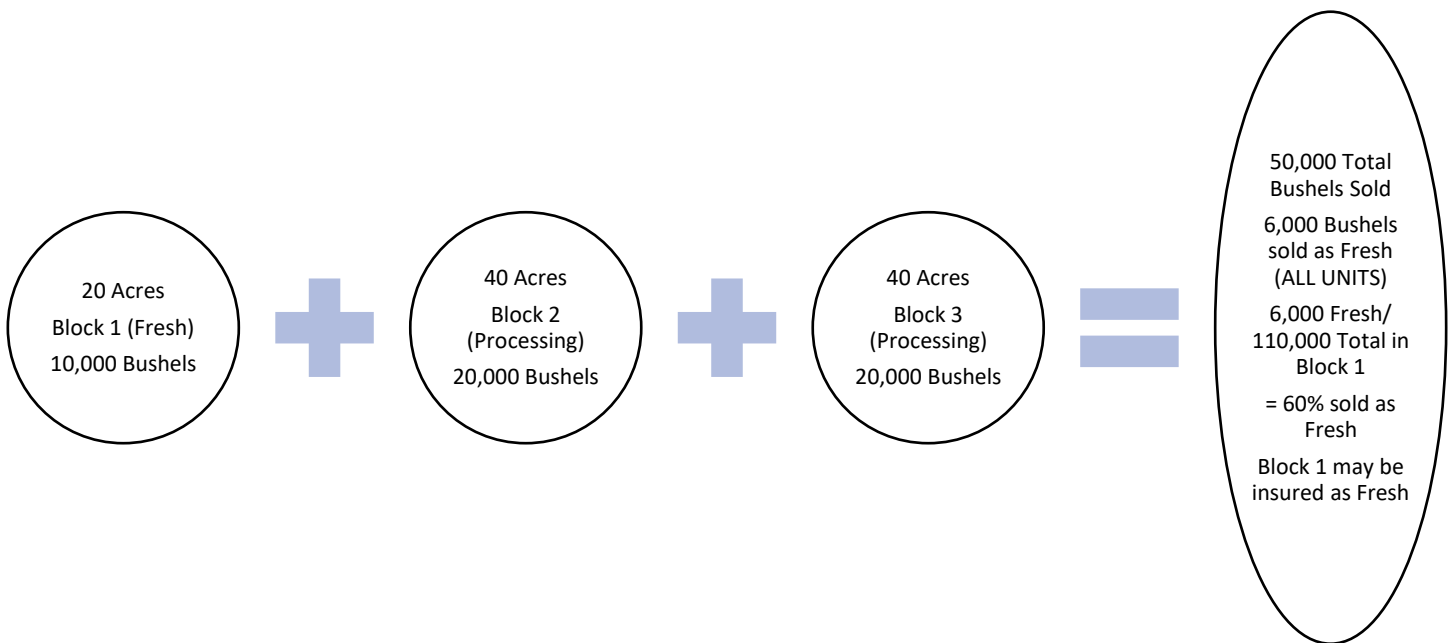 20 Acres
Block 1 (Fresh)
10,000 Bushels
40 Acres
Block 2
(Processing)
20,000 Bushels
40 Acres
Block 3
(Processing)
20,000 Bushels
50,000 Total
Bushels Sold
6,000 Bushels
sold as Fresh
(ALL UNITS)
6,000 Fresh/
110,000 Total in
Block 1
= 60% sold as
Fresh
Block 1 may be
insured as Fresh